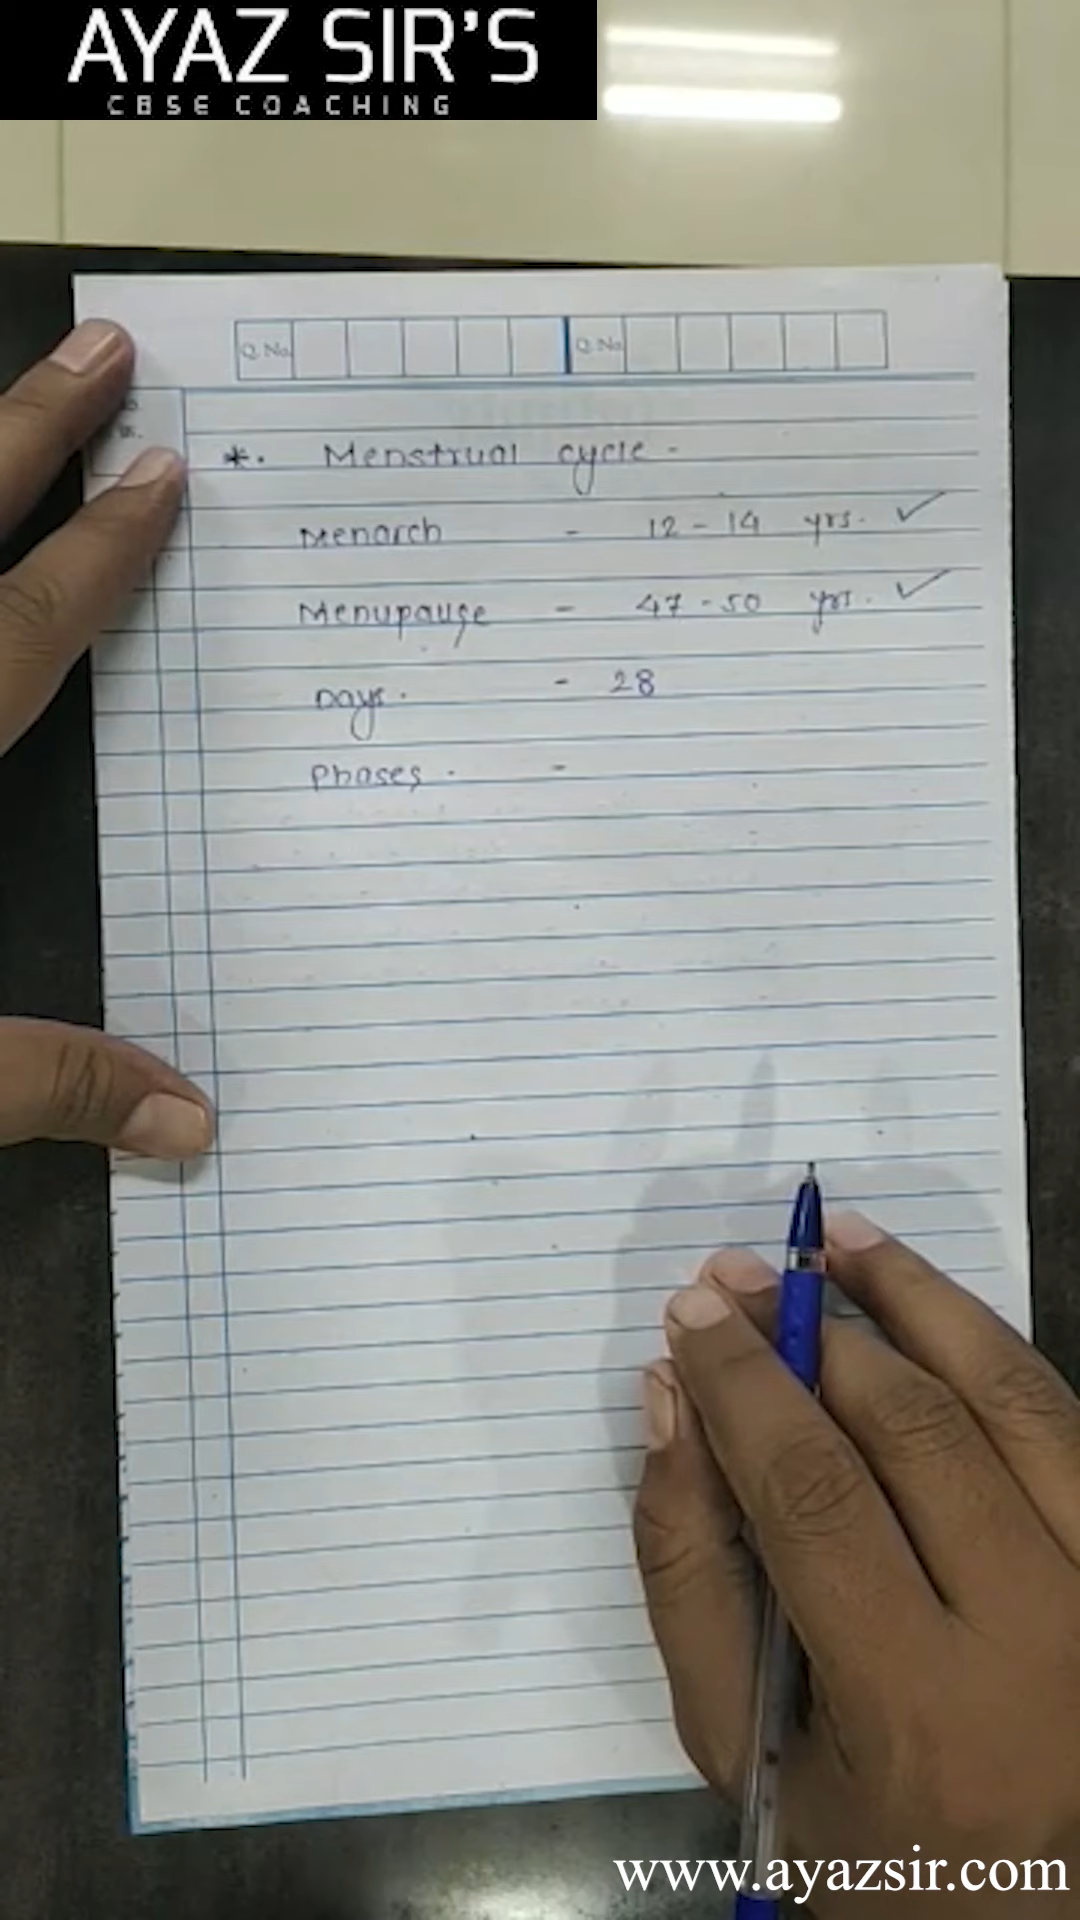 AYAZ SIR'S
CBSE COACHING
Q.No. Q.No.
*. Menstrual cycle -
Menarch - 12 - 14 yrs. ✓
Menupause - 47 - 50 yrs. ✓
Days. - 28
Phases. -
www.ayazsir.com